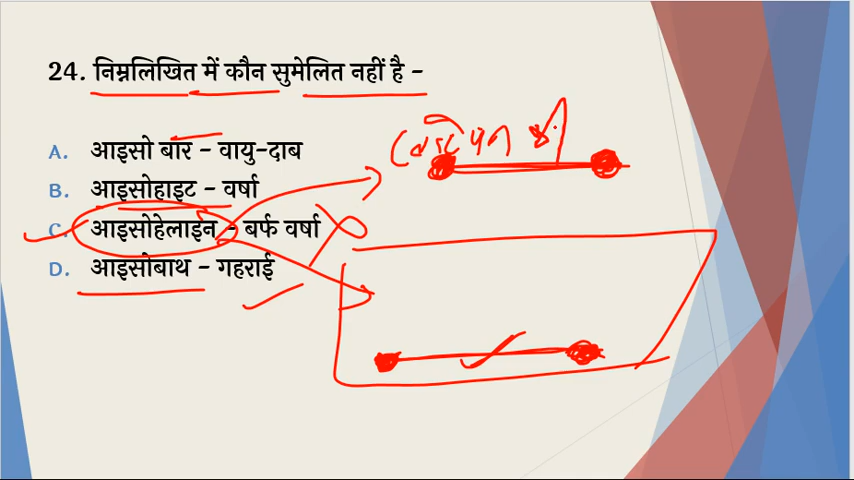 24. निम्नलिखित में कौन सुमेलित नहीं है -
A. आइसो बार - वायु-दाब
B. आइसोहाइट - वर्षा
C. आइसोहेलाइन - बर्फ वर्षा
D. आइसोबाथ - गहराई